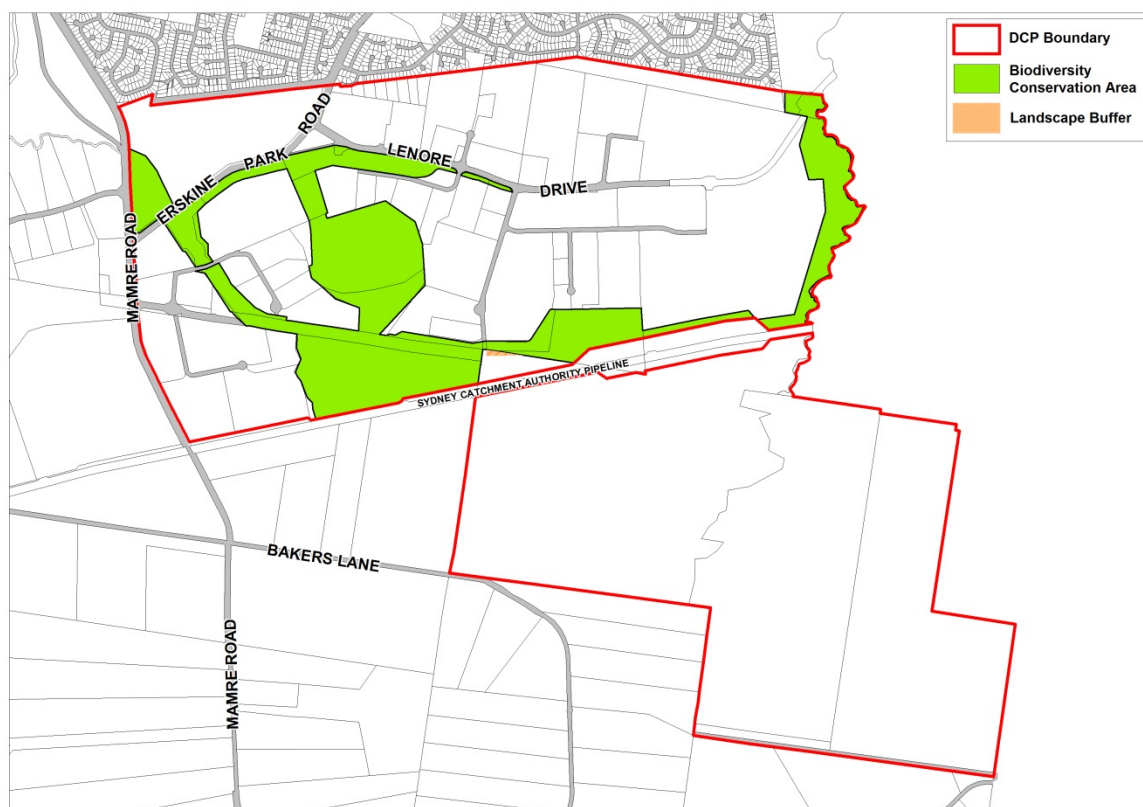 DCP Boundary
Biodiversity
Conservation Area
Landscape Buffer
ERSKINE PARK ROAD
LENORE DRIVE
MAMRE ROAD
SYDNEY CATCHMENT AUTHORITY PIPELINE
BAKERS LANE
MAMRE ROAD